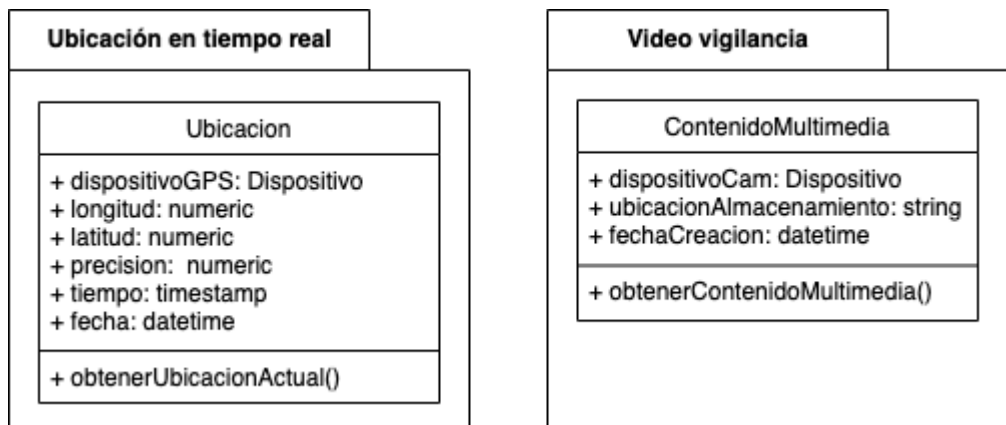 Ubicación en tiempo real
Ubicacion
+ dispositivoGPS: Dispositivo
+ longitud: numeric
+ latitud: numeric
+ precision:  numeric
+ tiempo: timestamp
+ fecha: datetime
+ obtenerUbicacionActual()
Video vigilancia
ContenidoMultimedia
+ dispositivoCam: Dispositivo
+ ubicacionAlmacenamiento: string
+ fechaCreacion: datetime
+ obtenerContenidoMultimedia()